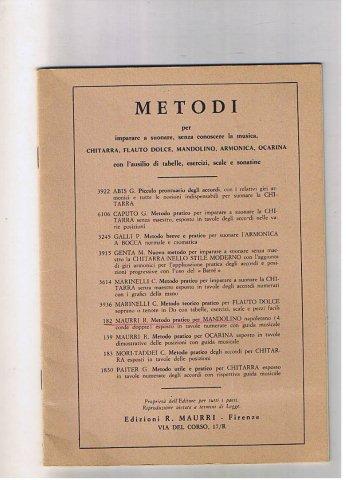 METODI
per
imparare a suonare, senza conoscere la musica,
CHITARRA, FLAUTO DOLCE, MANDOLINO, ARMONICA, OCARINA
con l'ausilio di tabelle, esercizi, scale e sonatine
3922 ABIS G. Piccolo prontuario degli accordi, con i relativi giri ar-
monici e tutte le nozioni indispensabili per suonare la CHI-
TARRA
6106 CAPUTO G. Metodo pratico per imparare a suonare la CHI-
TARRA senza maestro, esposto in tavole degli accordi nelle va-
rie posizioni
3245 GALLI P. Metodo breve e pratico per suonare l'ARMONICA
A BOCCA normale e cromatica
3915 GENTA M. Nuovo metodo per imparare a suonare senza mae-
stro la CHITARRA NELLO STILE MODERNO con l'aggiunta
di giri armonici per l'applicazione pratica degli accordi e posi-
zioni progressive con l'uso del « Barré »
3614 MARINELLI C. Metodo pratico per imparare a suonare la CHI-
TARRA senza maestro esposto in tavole degli accordi numerati
con i grafici della mano
3936 MARINELLI C. Metodo teorico pratico per FLAUTO DOLCE
soprano o tenore in Do con tabelle, esercizi, scale e pezzi facili
182 MAURRI R. Metodo pratico per MANDOLINO napoletano (4
corde doppie) esposto in tavole numerate con guida musicale
139 MAURRI E. Metodo pratico per OCARINA esposto in tavole
dimostrative delle posizioni con guida musicale
183 MORI-TADDEI C. Metodo pratico degli accordi per CHITAR-
RA esposti in tavole delle posizioni
1850 PAITER G. Metodo utile e pratico per CHITARRA esposto
in tavole numerate degli accordi con rispettiva guida musicale
Proprietà dell'Editore per tutti i paesi.
Riproduzione vietata a termini di Legge.
Edizioni R. MAURRI - Firenze
VIA DEL CORSO, 17/R